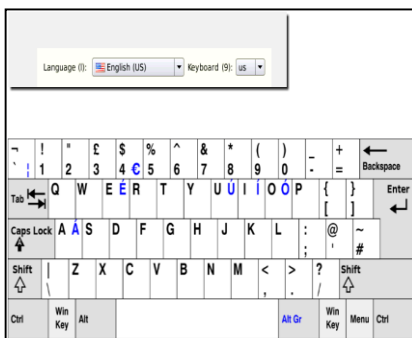 Language (l): English (US) Keyboard (9): us
¬ ! " £ $ % ^ & * ( ) _ +
` ¦ 1 2 3 4 € 5 6 7 8 9 0 - = Backspace
Tab Q W E É R T Y U Ú I Í O Ó P { } Enter
[ ]
Caps Lock A Á S D F G H J K L : @ ~
; ' #
Shift | Z X C V B N M < > ? Shift
\ , . /
Ctrl Win Key Alt Alt Gr Win Key Menu Ctrl